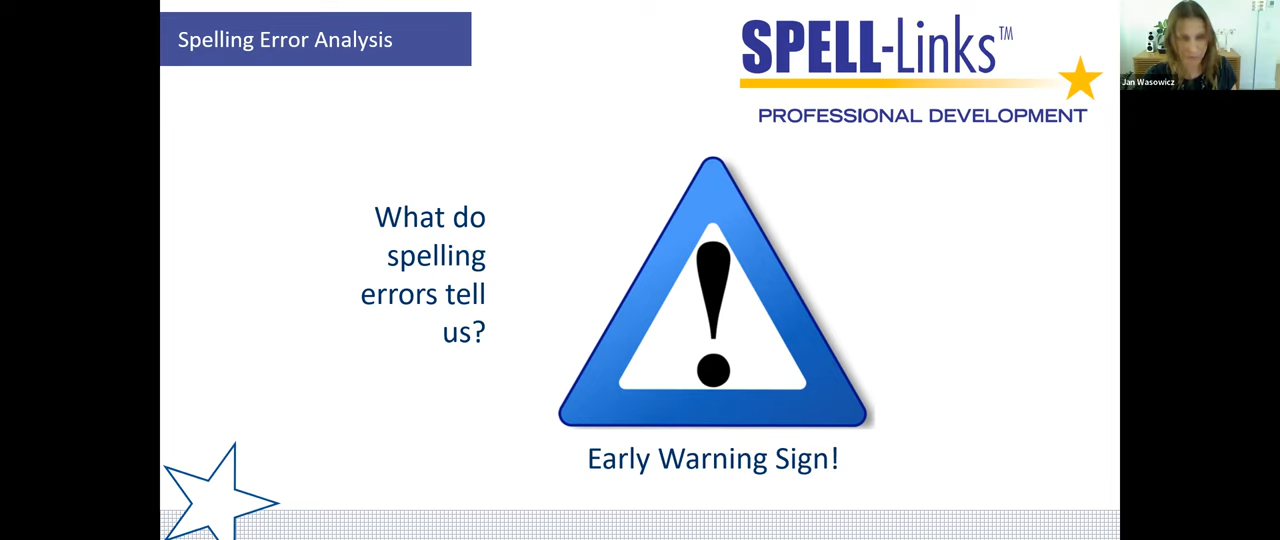 Spelling Error Analysis
SPELL-Links™
PROFESSIONAL DEVELOPMENT
Jan Wasowicz
What do
spelling
errors tell
us?
!
Early Warning Sign!